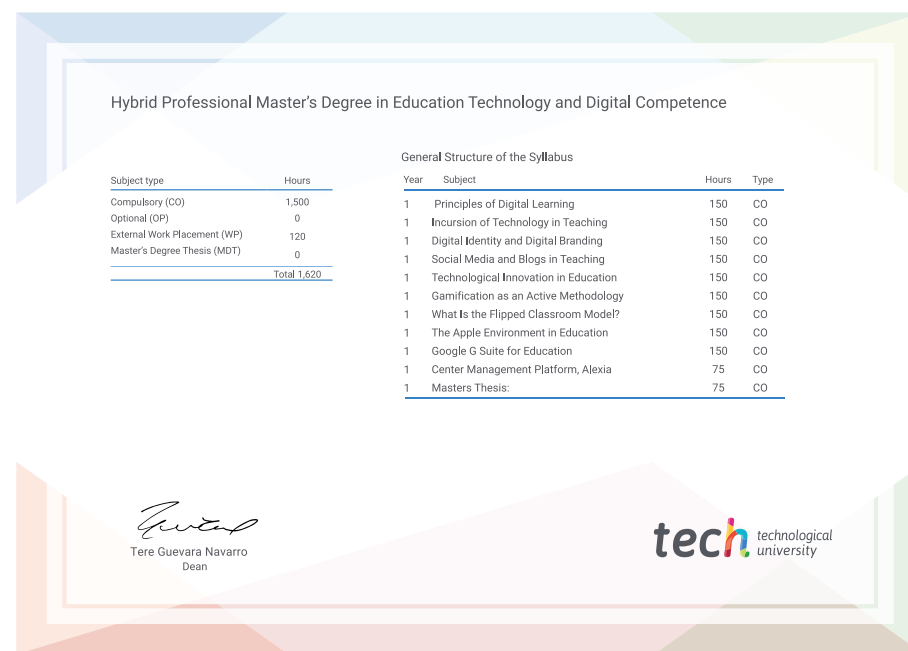 Hybrid Professional Master's Degree in Education Technology and Digital Competence
Subject type Hours
Compulsory (CO) 1,500
Optional (OP) 0
External Work Placement (WP) 120
Master's Degree Thesis (MDT) 0
Total 1,620
General Structure of the Syllabus
Year Subject Hours Type
1 Principles of Digital Learning 150 CO
1 Incursion of Technology in Teaching 150 CO
1 Digital Identity and Digital Branding 150 CO
1 Social Media and Blogs in Teaching 150 CO
1 Technological Innovation in Education 150 CO
1 Gamification as an Active Methodology 150 CO
1 What Is the Flipped Classroom Model? 150 CO
1 The Apple Environment in Education 150 CO
1 Google G Suite for Education 150 CO
1 Center Management Platform, Alexia 75 CO
1 Masters Thesis: 75 CO
Tere Guevara Navarro
Dean
tech technological
university